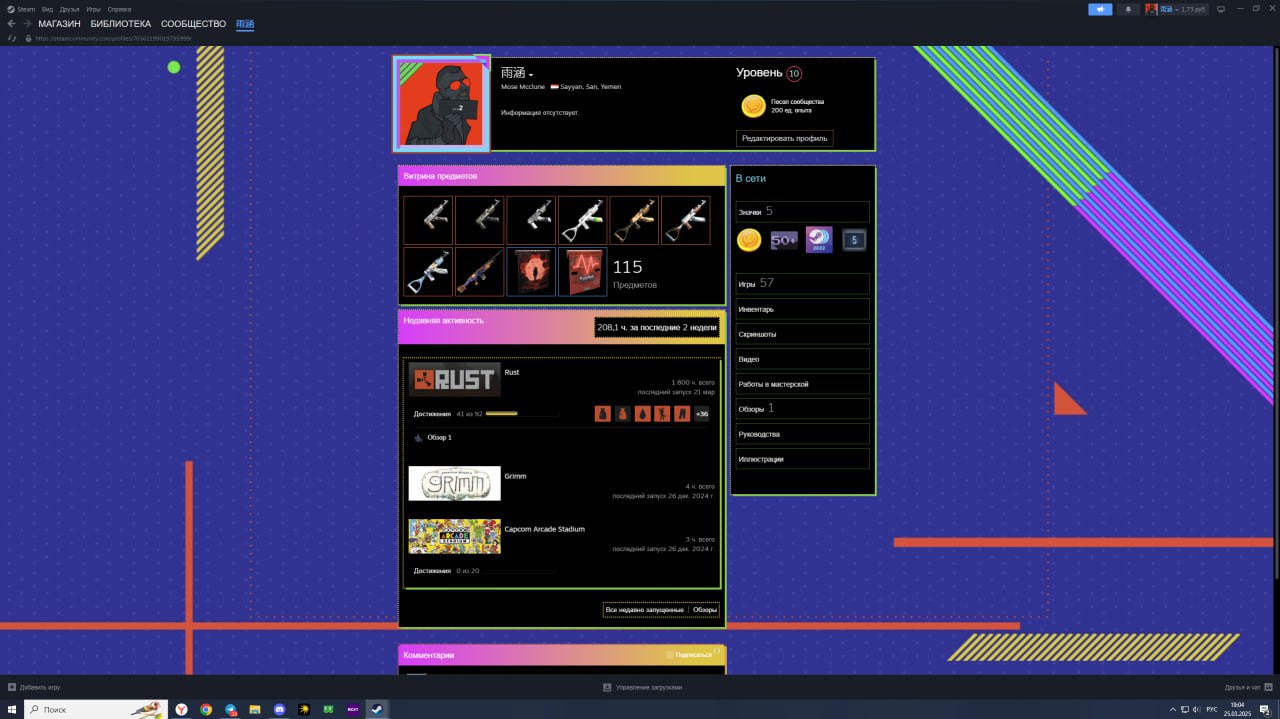 Steam Вид Друзья Игры Справка
雨涵 • 1,73 руб
МАГАЗИН БИБЛИОТЕКА СООБЩЕСТВО 雨涵
https://steamcommunity.com/profiles/76561199019795999/
雨涵
Mose Mcclune Sayyan, San, Yemen
Информация отсутствует.
...2
Уровень 10
Посол сообщества
200 ед. опыта
Редактировать профиль
Витрина предметов
115
Предметов
Недавняя активность
208,1 ч. за последние 2 недели
RUST
Rust
1 800 ч. всего
последний запуск 21 мар
Достижения 41 из 92
+36
Обзор 1
GRIMM
Grimm
4 ч. всего
последний запуск 26 дек. 2024 г.
ARCADE
STADIUM
Capcom Arcade Stadium
3 ч. всего
последний запуск 26 дек. 2024 г.
Достижения 0 из 20
Все недавно запущенные | Обзоры
Комментарии
Подписаться
В сети
Значки 5
50+
2022
5
Игры 57
Инвентарь
Скриншоты
Видео
Работы в мастерской
Обзоры 1
Руководства
Иллюстрации
Добавить игру
Управление загрузками
Друзья и чат
Поиск
РУС
19:04
25.03.2025